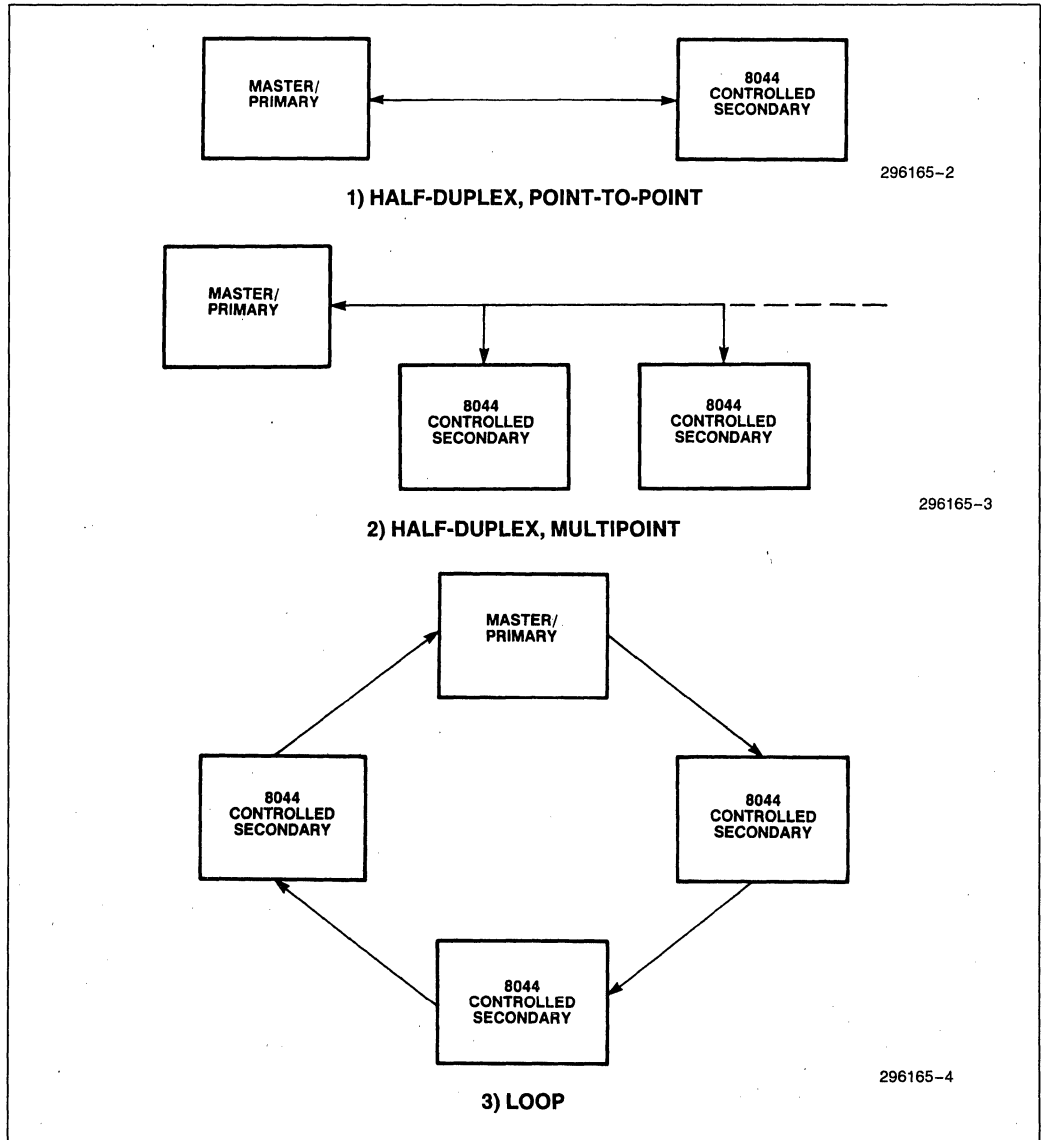 MASTER/
PRIMARY
8044
CONTROLLED
SECONDARY
296165-2
1) HALF-DUPLEX, POINT-TO-POINT
MASTER/
PRIMARY
8044
CONTROLLED
SECONDARY
8044
CONTROLLED
SECONDARY
296165-3
2) HALF-DUPLEX, MULTIPOINT
MASTER/
PRIMARY
8044
CONTROLLED
SECONDARY
8044
CONTROLLED
SECONDARY
8044
CONTROLLED
SECONDARY
296165-4
3) LOOP